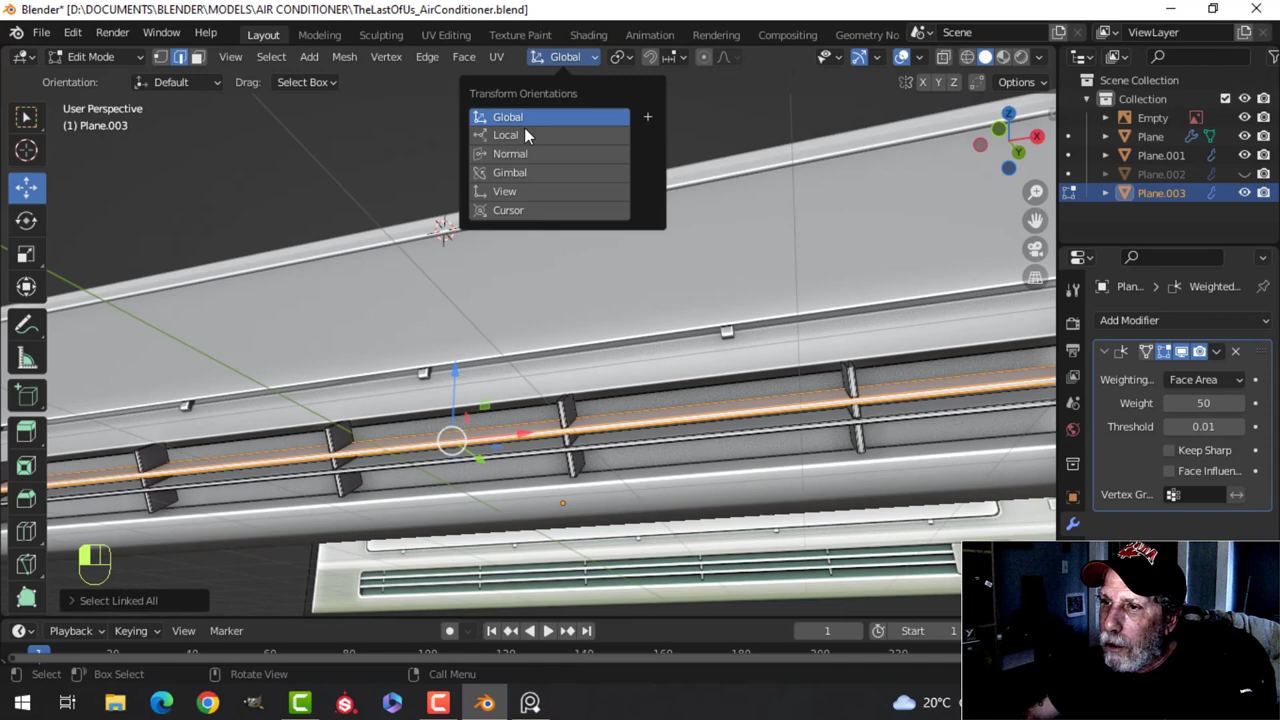 Blender* [D:\DOCUMENTS\BLENDER\MODELS\AIR CONDITIONER\TheLastOfUs_AirConditioner.blend]
File Edit Render Window Help Layout Modeling Sculpting UV Editing Texture Paint Shading Animation Rendering Compositing Geometry No Scene ViewLayer
Edit Mode View Select Add Mesh Vertex Edge Face UV Global
Orientation: Default Drag: Select Box X Y Z Options
User Perspective
(1) Plane.003
Transform Orientations
Global
Local
Normal
Gimbal
View
Cursor
Z
X
Y
Scene Collection
Collection
Empty
Plane
Plane.001
Plane.002
Plane.003
Plan... Weighted...
Add Modifier
Weighting... Face Area
Weight 50
Threshold 0.01
Keep Sharp
Face Influen...
Vertex Gr...
Select Linked All
Playback Keying View Marker 1 Start 1
1
Select Box Select Rotate View Call Menu
20°C